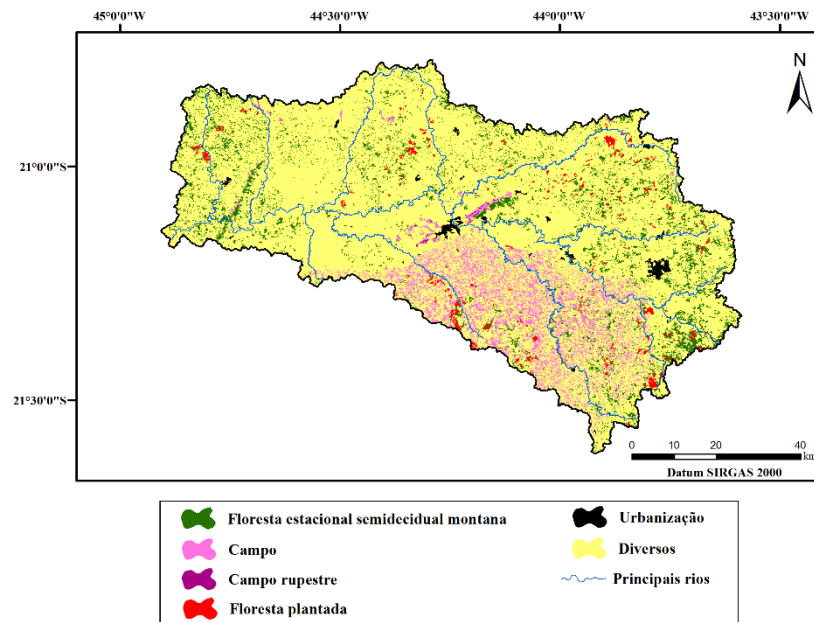 45°0'0"W 44°30'0"W 44°0'0"W 43°30'0"W
N
21°0'0"S
21°30'0"S
0 10 20 40
km
Datum SIRGAS 2000
Floresta estacional semidecidual montana
Campo
Campo rupestre
Floresta plantada
Urbanização
Diversos
Principais rios